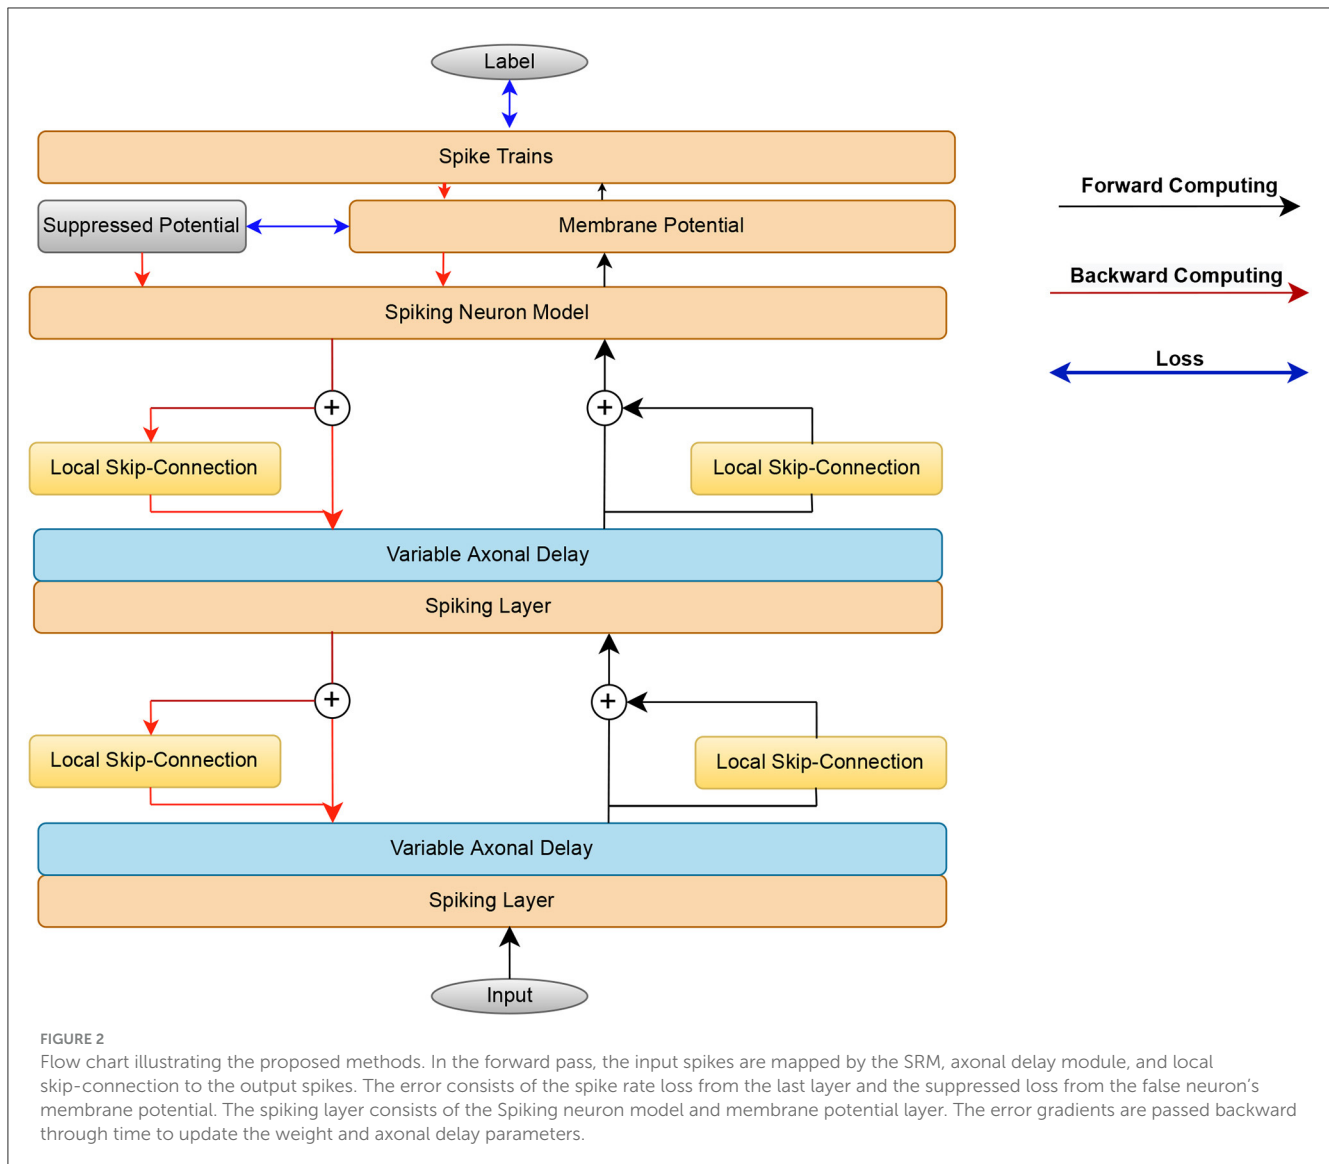 Label
Spike Trains
Suppressed Potential
Membrane Potential
Spiking Neuron Model
+
+
Local Skip-Connection
Local Skip-Connection
Variable Axonal Delay
Spiking Layer
+
+
Local Skip-Connection
Local Skip-Connection
Variable Axonal Delay
Spiking Layer
Input
Forward Computing
Backward Computing
Loss
FIGURE 2
Flow chart illustrating the proposed methods. In the forward pass, the input spikes are mapped by the SRM, axonal delay module, and local
skip-connection to the output spikes. The error consists of the spike rate loss from the last layer and the suppressed loss from the false neuron's
membrane potential. The spiking layer consists of the Spiking neuron model and membrane potential layer. The error gradients are passed backward
through time to update the weight and axonal delay parameters.